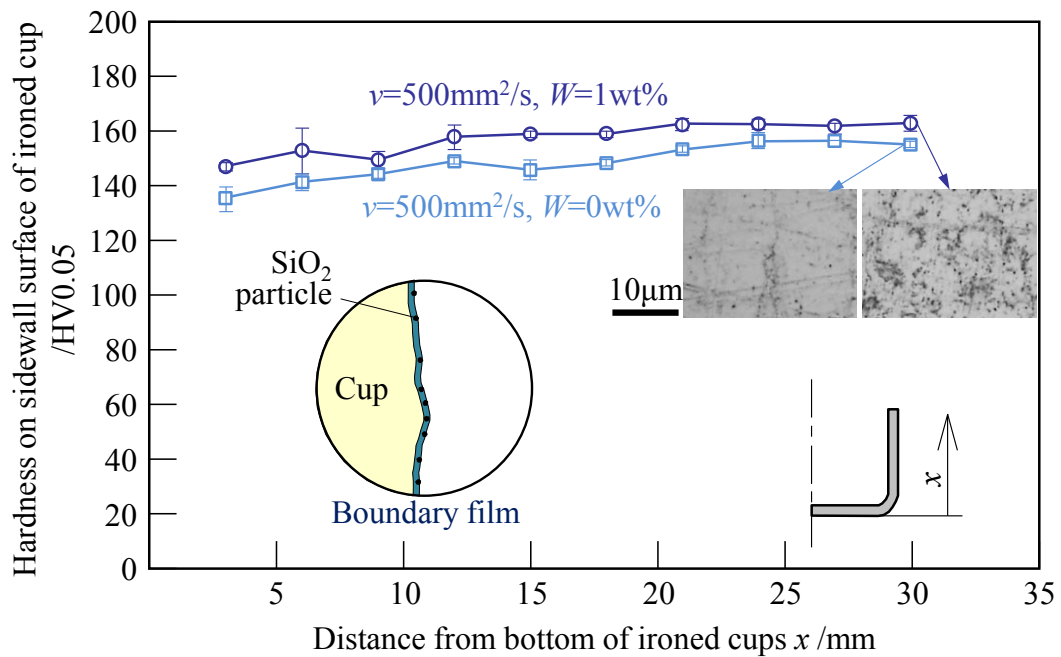 Hardness on sidewall surface of ironed cup
/HV0.05
200
180
160
140
120
100
80
60
40
20
0
5
10
15
20
25
30
35
Distance from bottom of ironed cups x /mm
ν=500mm²/s, W=1wt%
ν=500mm²/s, W=0wt%
SiO₂
particle
Cup
Boundary film
10μm
x